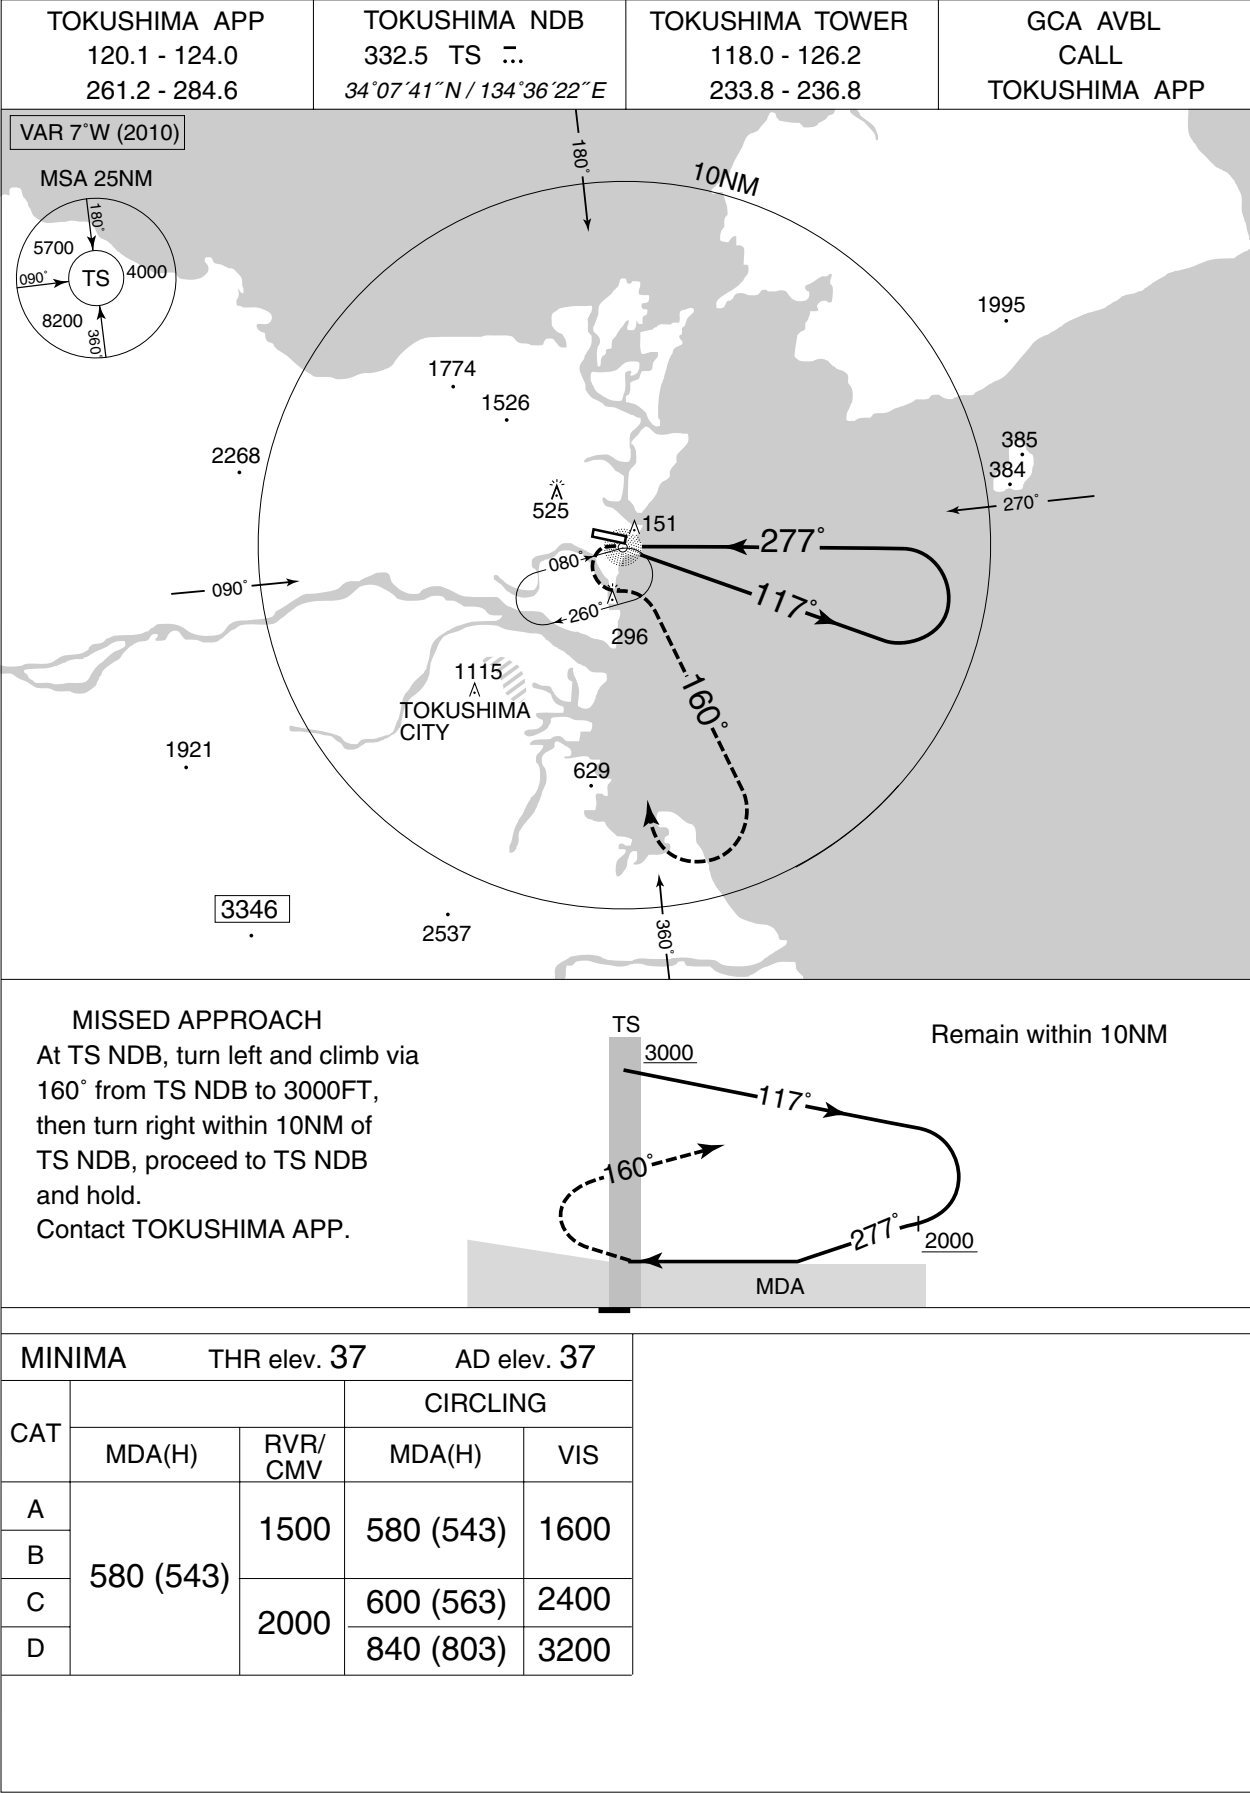 TOKUSHIMA APP
120.1 - 124.0
261.2 - 284.6
TOKUSHIMA NDB
332.5 TS
34°07´41˝N / 134°36´22˝E
TOKUSHIMA TOWER
118.0 - 126.2
233.8 - 236.8
GCA AVBL
CALL
TOKUSHIMA APP
VAR 7°W (2010)
MSA 25NM
180°
5700
4000
090°
TS
8200
360°
180°
10NM
1995
1774
1526
2268
385
384
270°
525
151
277°
080°
090°
117°
260°
296
1115
TOKUSHIMA
CITY
160°
1921
629
3346
2537
360°
MISSED APPROACH
At TS NDB, turn left and climb via
160° from TS NDB to 3000FT,
then turn right within 10NM of
TS NDB, proceed to TS NDB
and hold.
Contact TOKUSHIMA APP.
TS
3000
Remain within 10NM
117°
160°
277°
2000
MDA
MINIMA THR elev. 37 AD elev. 37
CAT
CIRCLING
MDA(H)
RVR/
CMV
MDA(H)
VIS
A
B
C
D
580 (543)
1500
2000
580 (543) 1600
600 (563) 2400
840 (803) 3200